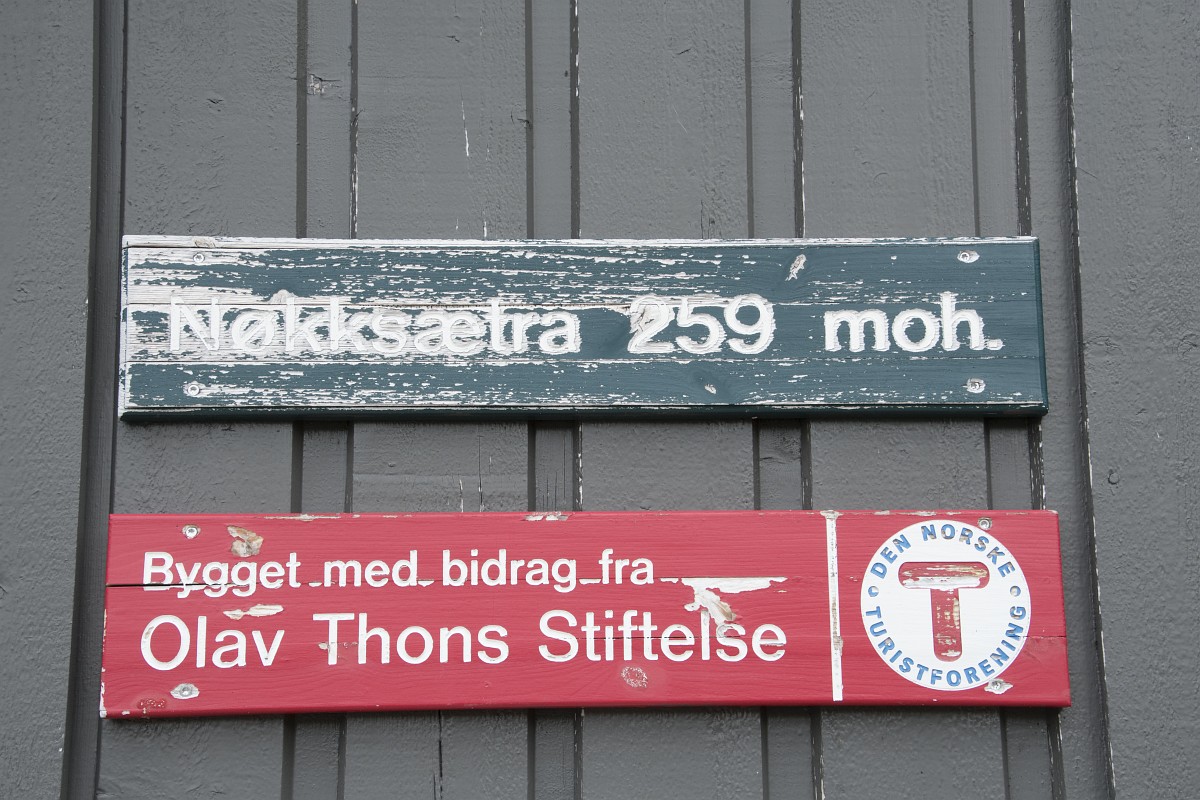 Nøkksætra 259 moh.
Bygget med bidrag fra
Olav Thons Stiftelse
DEN NORSKE
T
TURISTFORENING